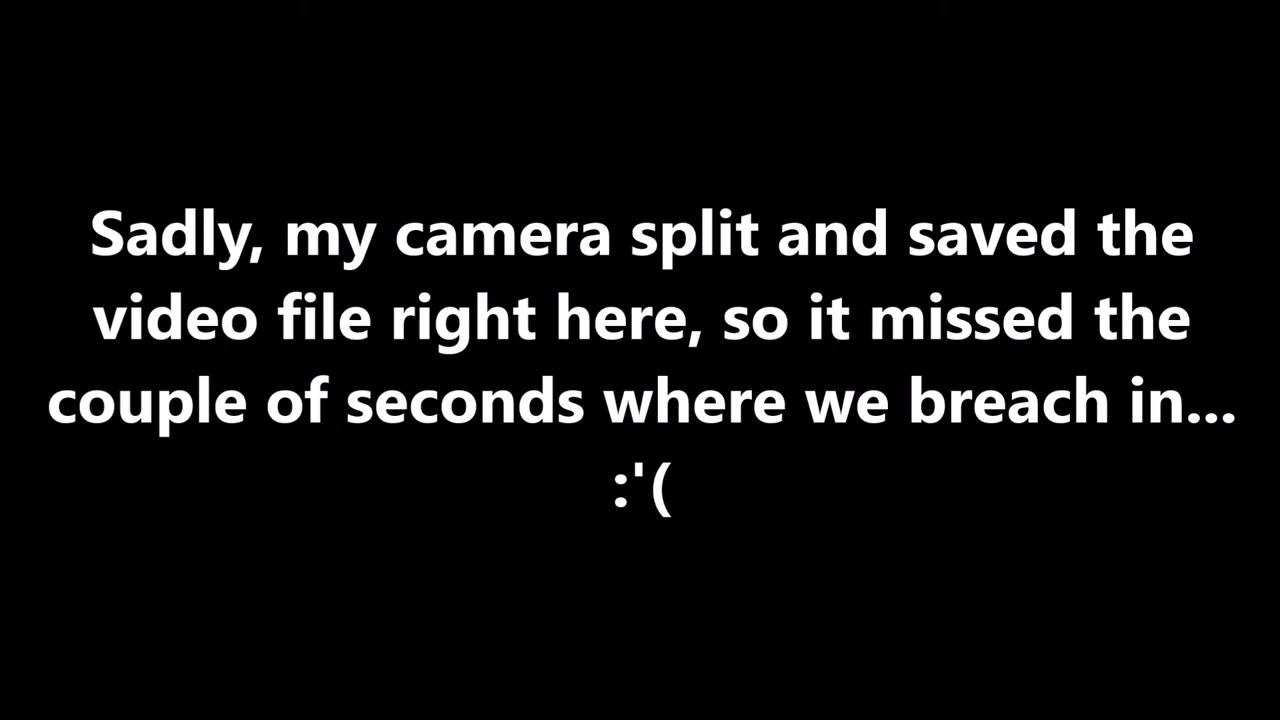 Sadly, my camera split and saved the
video file right here, so it missed the
couple of seconds where we breach in...
:'(